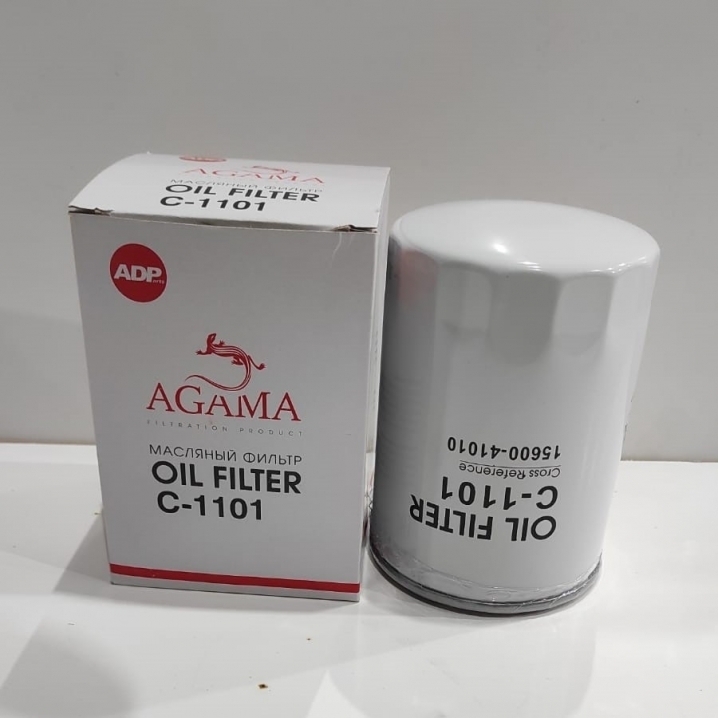 AGAMA
МАСЛЯНЫЙ ФИЛЬТР
OIL FILTER
C-1101
ADP
AGAMA
FILTRATION PRODUCT
МАСЛЯНЫЙ ФИЛЬТР
OIL FILTER
C-1101
OIL FILTER
C-1101
Cross Reference
15600-41010